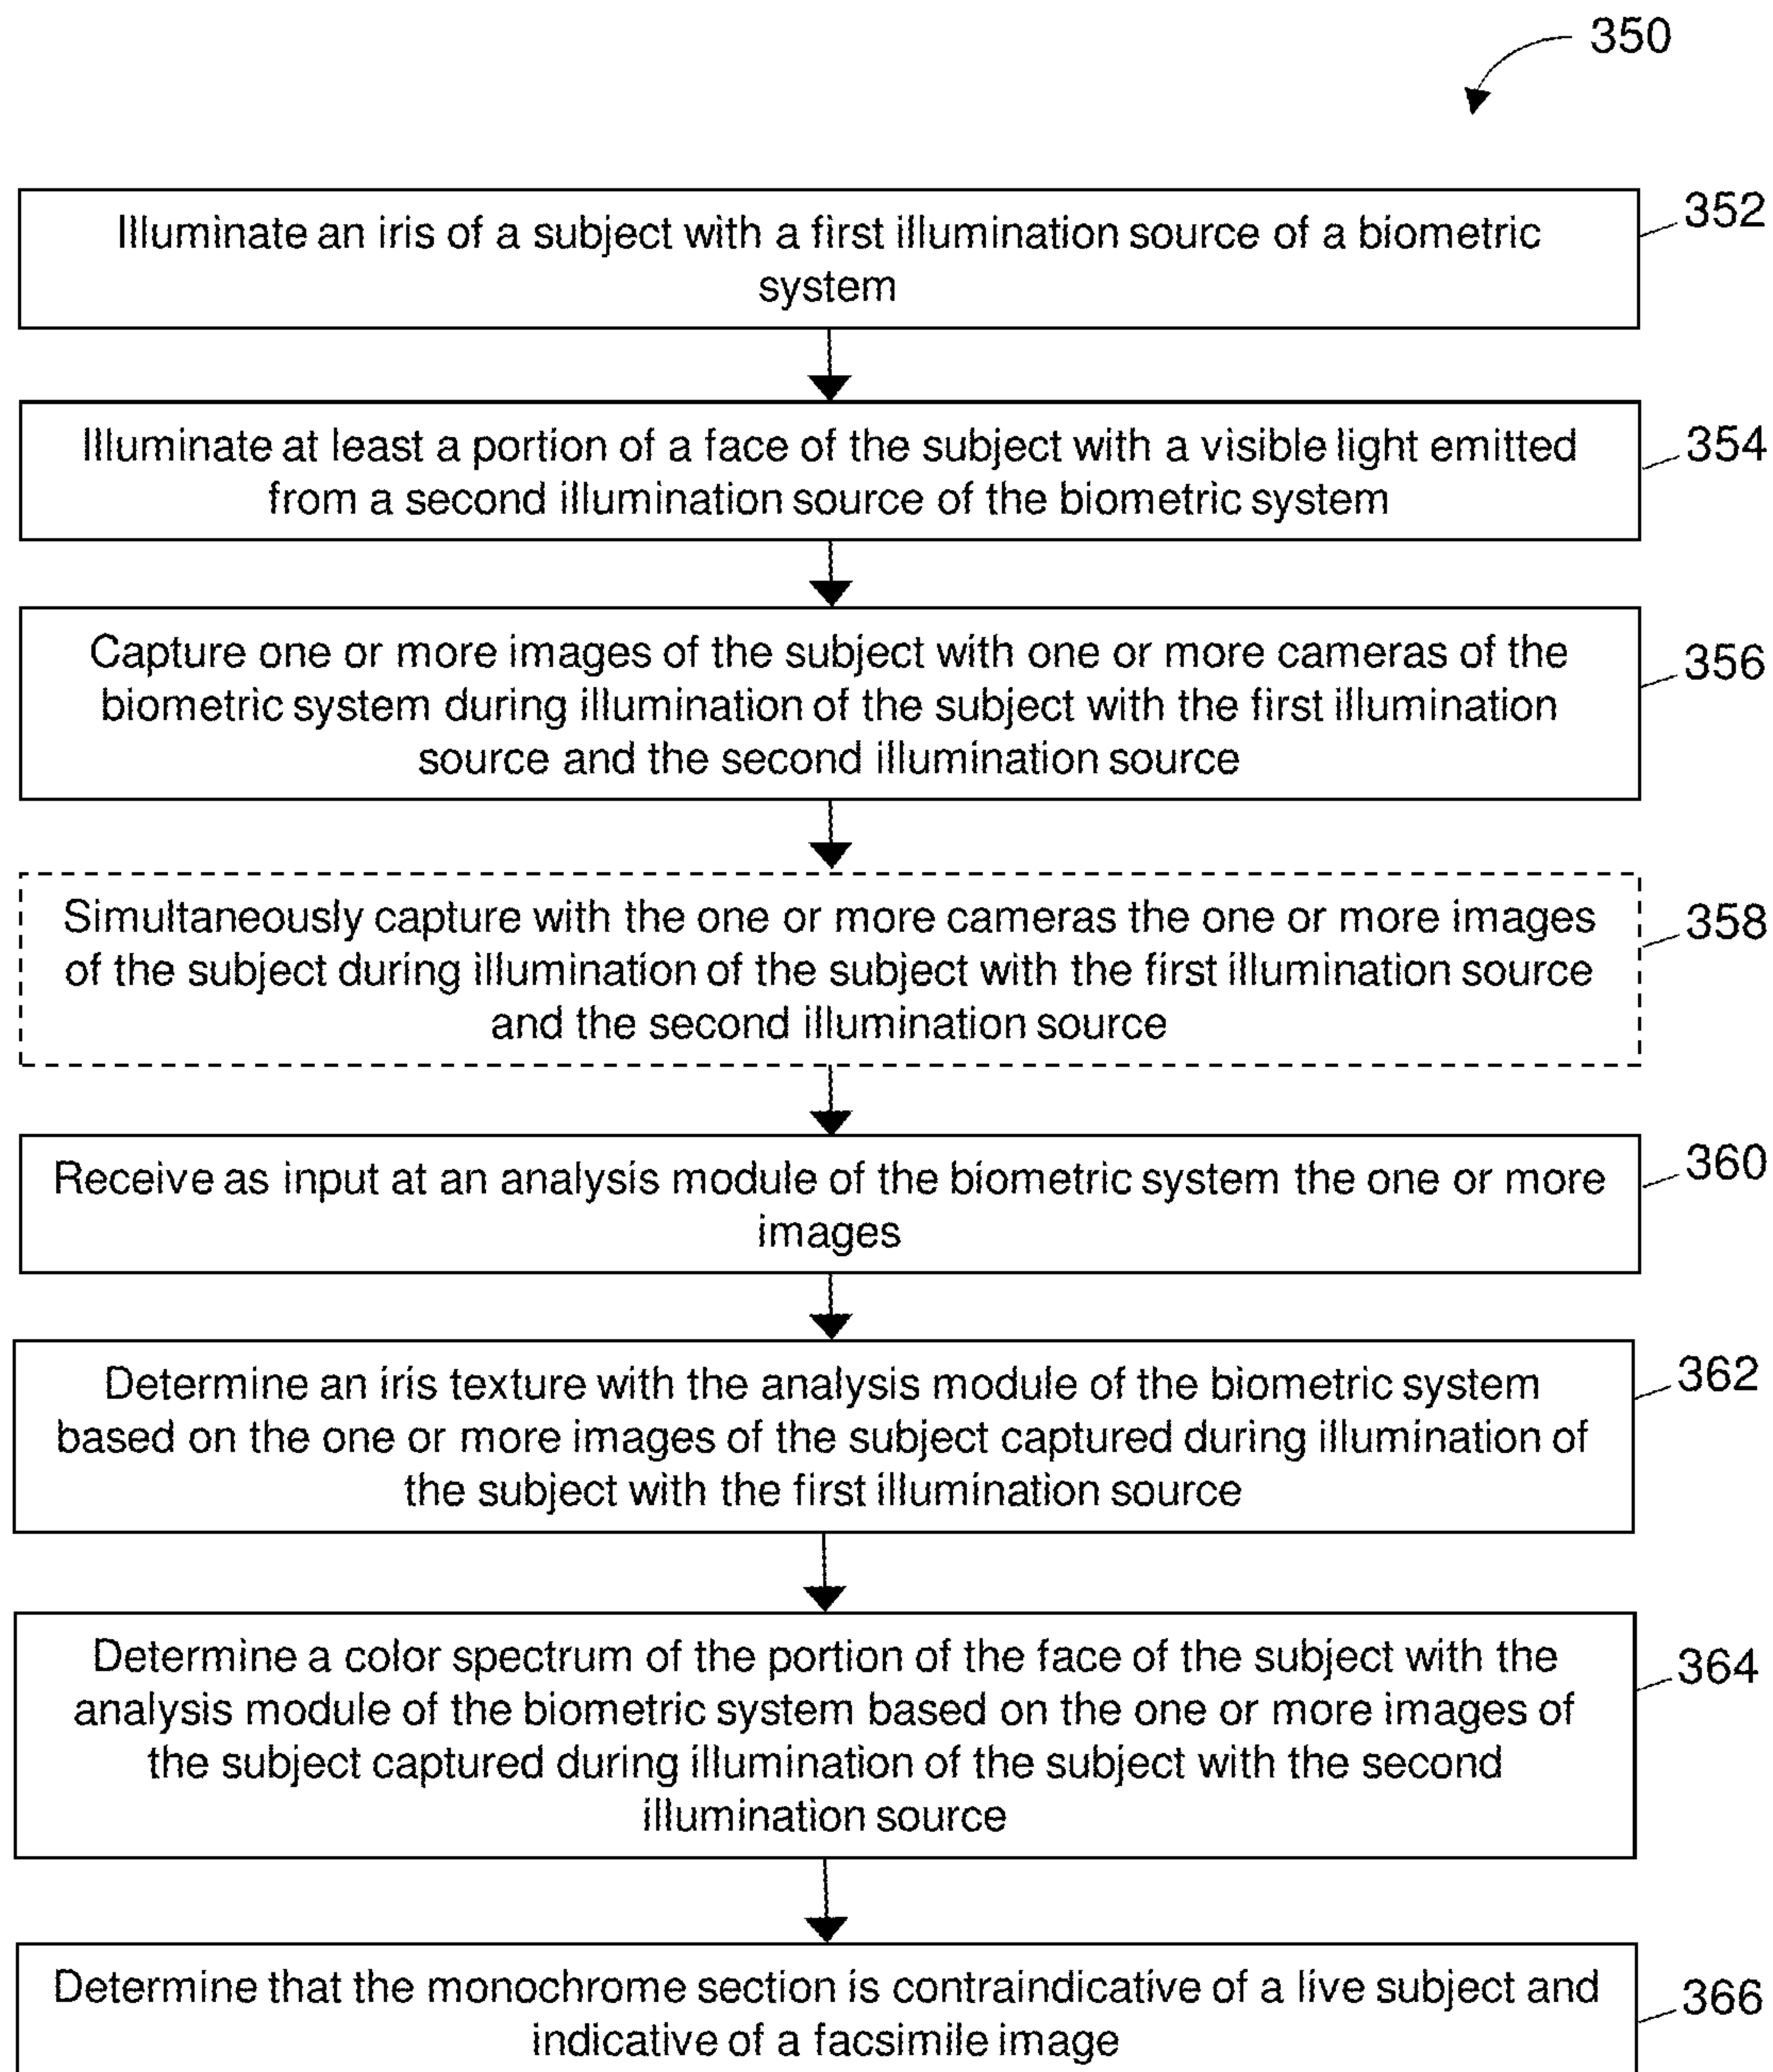 350
Illuminate an iris of a subject with a first illumination source of a biometric
system
352
Illuminate at least a portion of a face of the subject with a visible light emitted
from a second illumination source of the biometric system
354
Capture one or more images of the subject with one or more cameras of the
biometric system during illumination of the subject with the first illumination
source and the second illumination source
356
Simultaneously capture with the one or more cameras the one or more images
of the subject during illumination of the subject with the first illumination source
and the second illumination source
358
Receive as input at an analysis module of the biometric system the one or more
images
360
Determine an iris texture with the analysis module of the biometric system
based on the one or more images of the subject captured during illumination of
the subject with the first illumination source
362
Determine a color spectrum of the portion of the face of the subject with the
analysis module of the biometric system based on the one or more images of
the subject captured during illumination of the subject with the second
illumination source
364
Determine that the monochrome section is contraindicative of a live subject and
indicative of a facsimile image
366